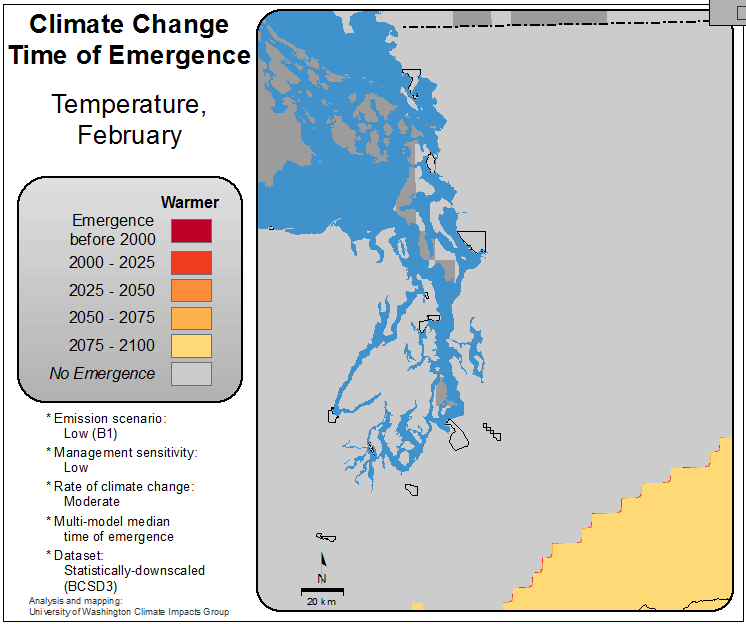 Climate Change
Time of Emergence
Temperature,
February
Warmer
Emergence
before 2000
2000 - 2025
2025 - 2050
2050 - 2075
2075 - 2100
No Emergence
* Emission scenario:
Low (B1)
* Management sensitivity:
Low
* Rate of climate change:
Moderate
* Multi-model median
time of emergence
* Dataset:
Statistically-downscaled
(BCSD3)
Analysis and mapping:
University of Washington Climate Impacts Group
N
20 km